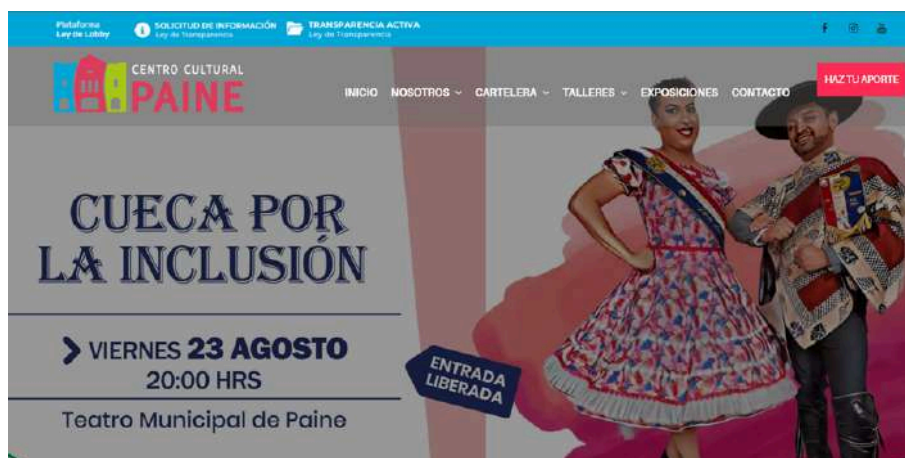 Plataforma
Ley de Lobby
SOLICITUD DE INFORMACIÓN
Ley de Transparencia
TRANSPARENCIA ACTIVA
Ley de Transparencia
CENTRO CULTURAL
PAINE
INICIO NOSOTROS CARTELERA TALLERES EXPOSICIONES CONTACTO
HAZ TU APORTE
CUECA POR
LA INCLUSIÓN
VIERNES 23 AGOSTO
20:00 HRS
Teatro Municipal de Paine
ENTRADA
LIBERADA